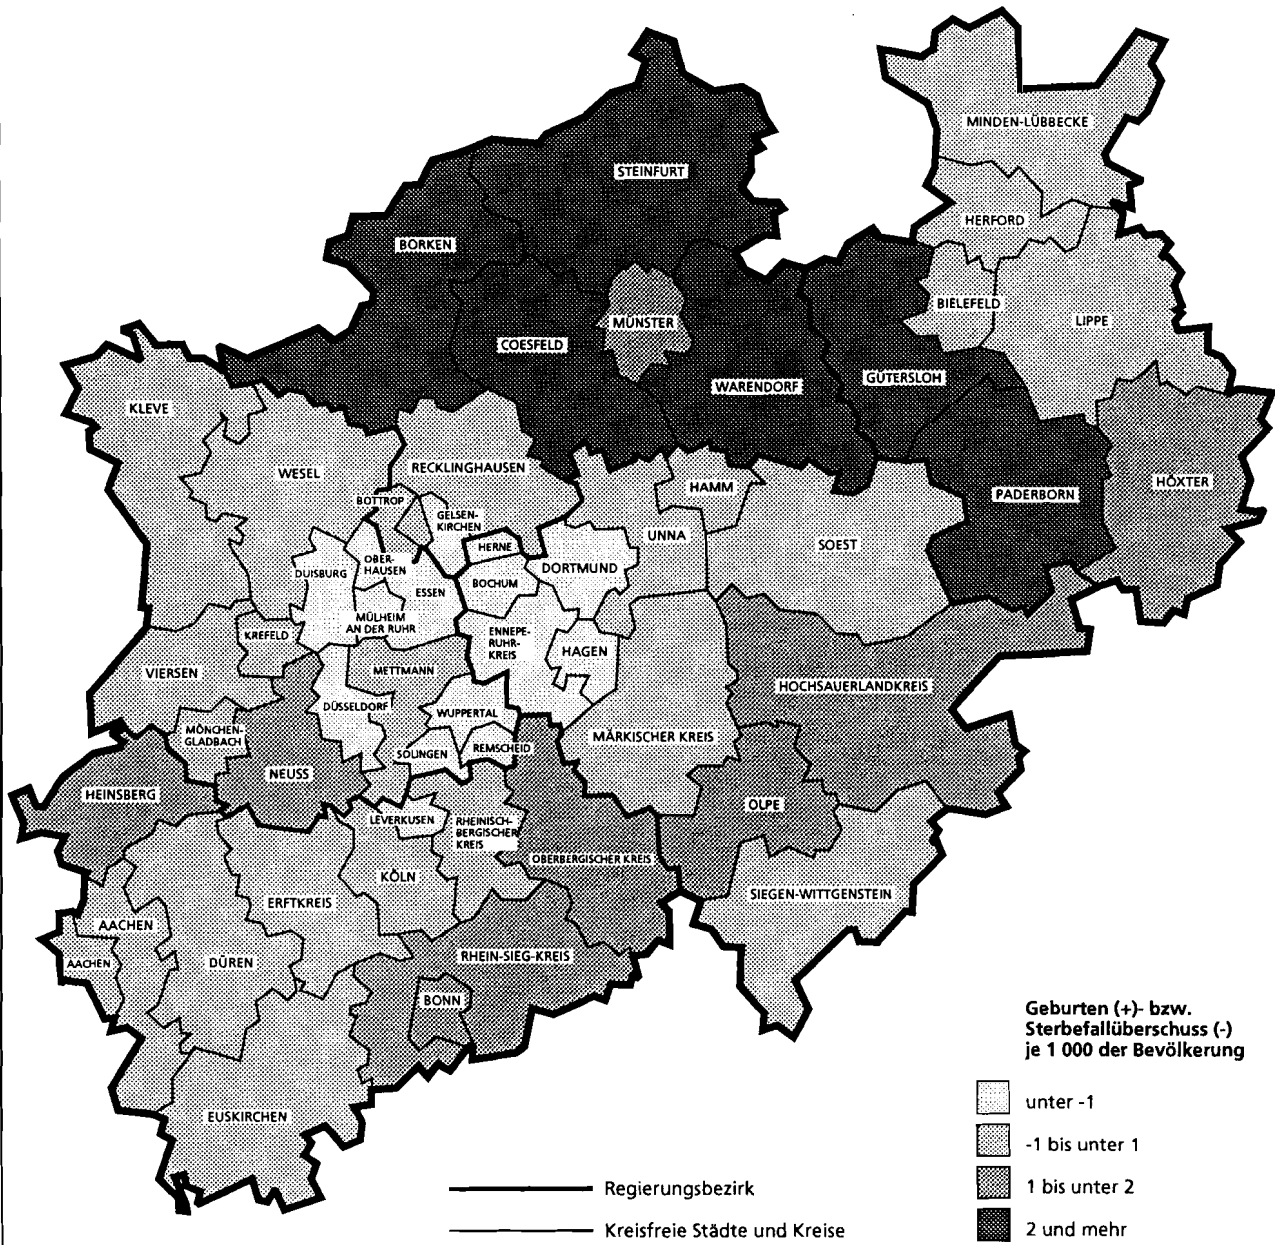 MINDEN-LÜBBECKE
STEINFURT
HERFORD
BORKEN
BIELEFELD
MÜNSTER
LIPPE
COESFELD
GÜTERSLOH
WARENDORF
KLEVE
RECKLINGHAUSEN
WESEL
HÖXTER
HAMM
PADERBORN
BOTTROP
GELSEN-
KIRCHEN
UNNA
SOEST
HERNE
OBER-
HAUSEN
DORTMUND
DUISBURG
BOCHUM
ESSEN
MÜLHEIM
AN DER RUHR
KREFELD
ENNEPE-
RUHR-
KREIS
HAGEN
VIERSEN
METTMANN
HOCHSAUERLANDKREIS
DÜSSELDORF
WUPPERTAL
MÖNCHEN-
GLADBACH
MÄRKISCHER KREIS
REMSCHEID
SOLINGEN
NEUSS
HEINSBERG
OLPE
LEVERKUSEN
RHEINISCH-
BERGISCHER
KREIS
OBERBERGISCHER KREIS
KÖLN
SIEGEN-WITTGENSTEIN
ERFTKREIS
AACHEN
RHEIN-SIEG-KREIS
AACHEN
DÜREN
BONN
EUSKIRCHEN
Geburten (+)- bzw.
Sterbefallüberschuss (-)
je 1 000 der Bevölkerung
unter -1
-1 bis unter 1
1 bis unter 2
2 und mehr
Regierungsbezirk
Kreisfreie Städte und Kreise